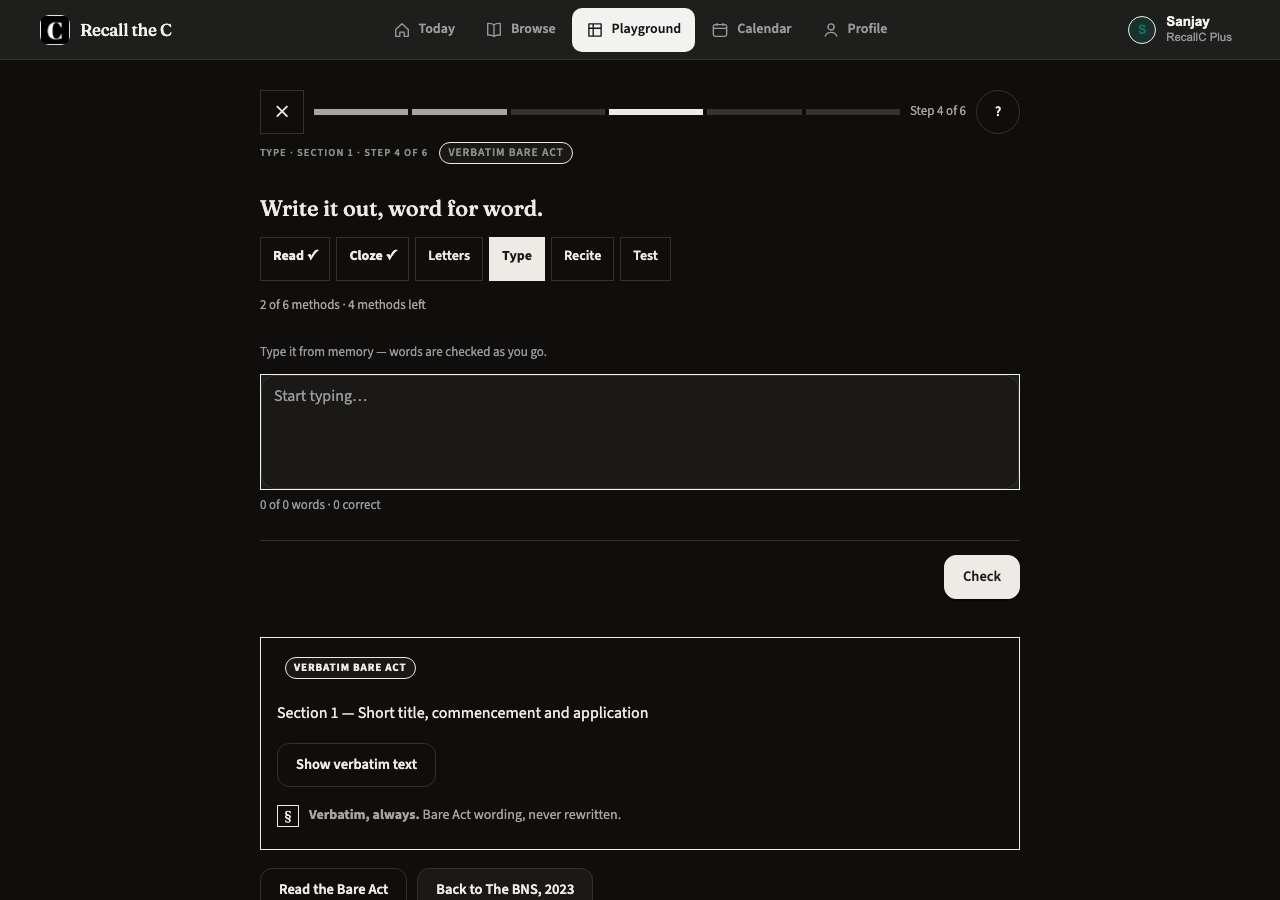 C Recall the C
Today Browse Playground Calendar Profile
S Sanjay
RecallC Plus
✕ Step 4 of 6 ?
TYPE · SECTION 1 · STEP 4 OF 6 VERBATIM BARE ACT
Write it out, word for word.
Read ✓ Cloze ✓ Letters Type Recite Test
2 of 6 methods · 4 methods left
Type it from memory — words are checked as you go.
Start typing…
0 of 0 words · 0 correct
Check
VERBATIM BARE ACT
Section 1 — Short title, commencement and application
Show verbatim text
§ Verbatim, always. Bare Act wording, never rewritten.
Read the Bare Act Back to The BNS, 2023